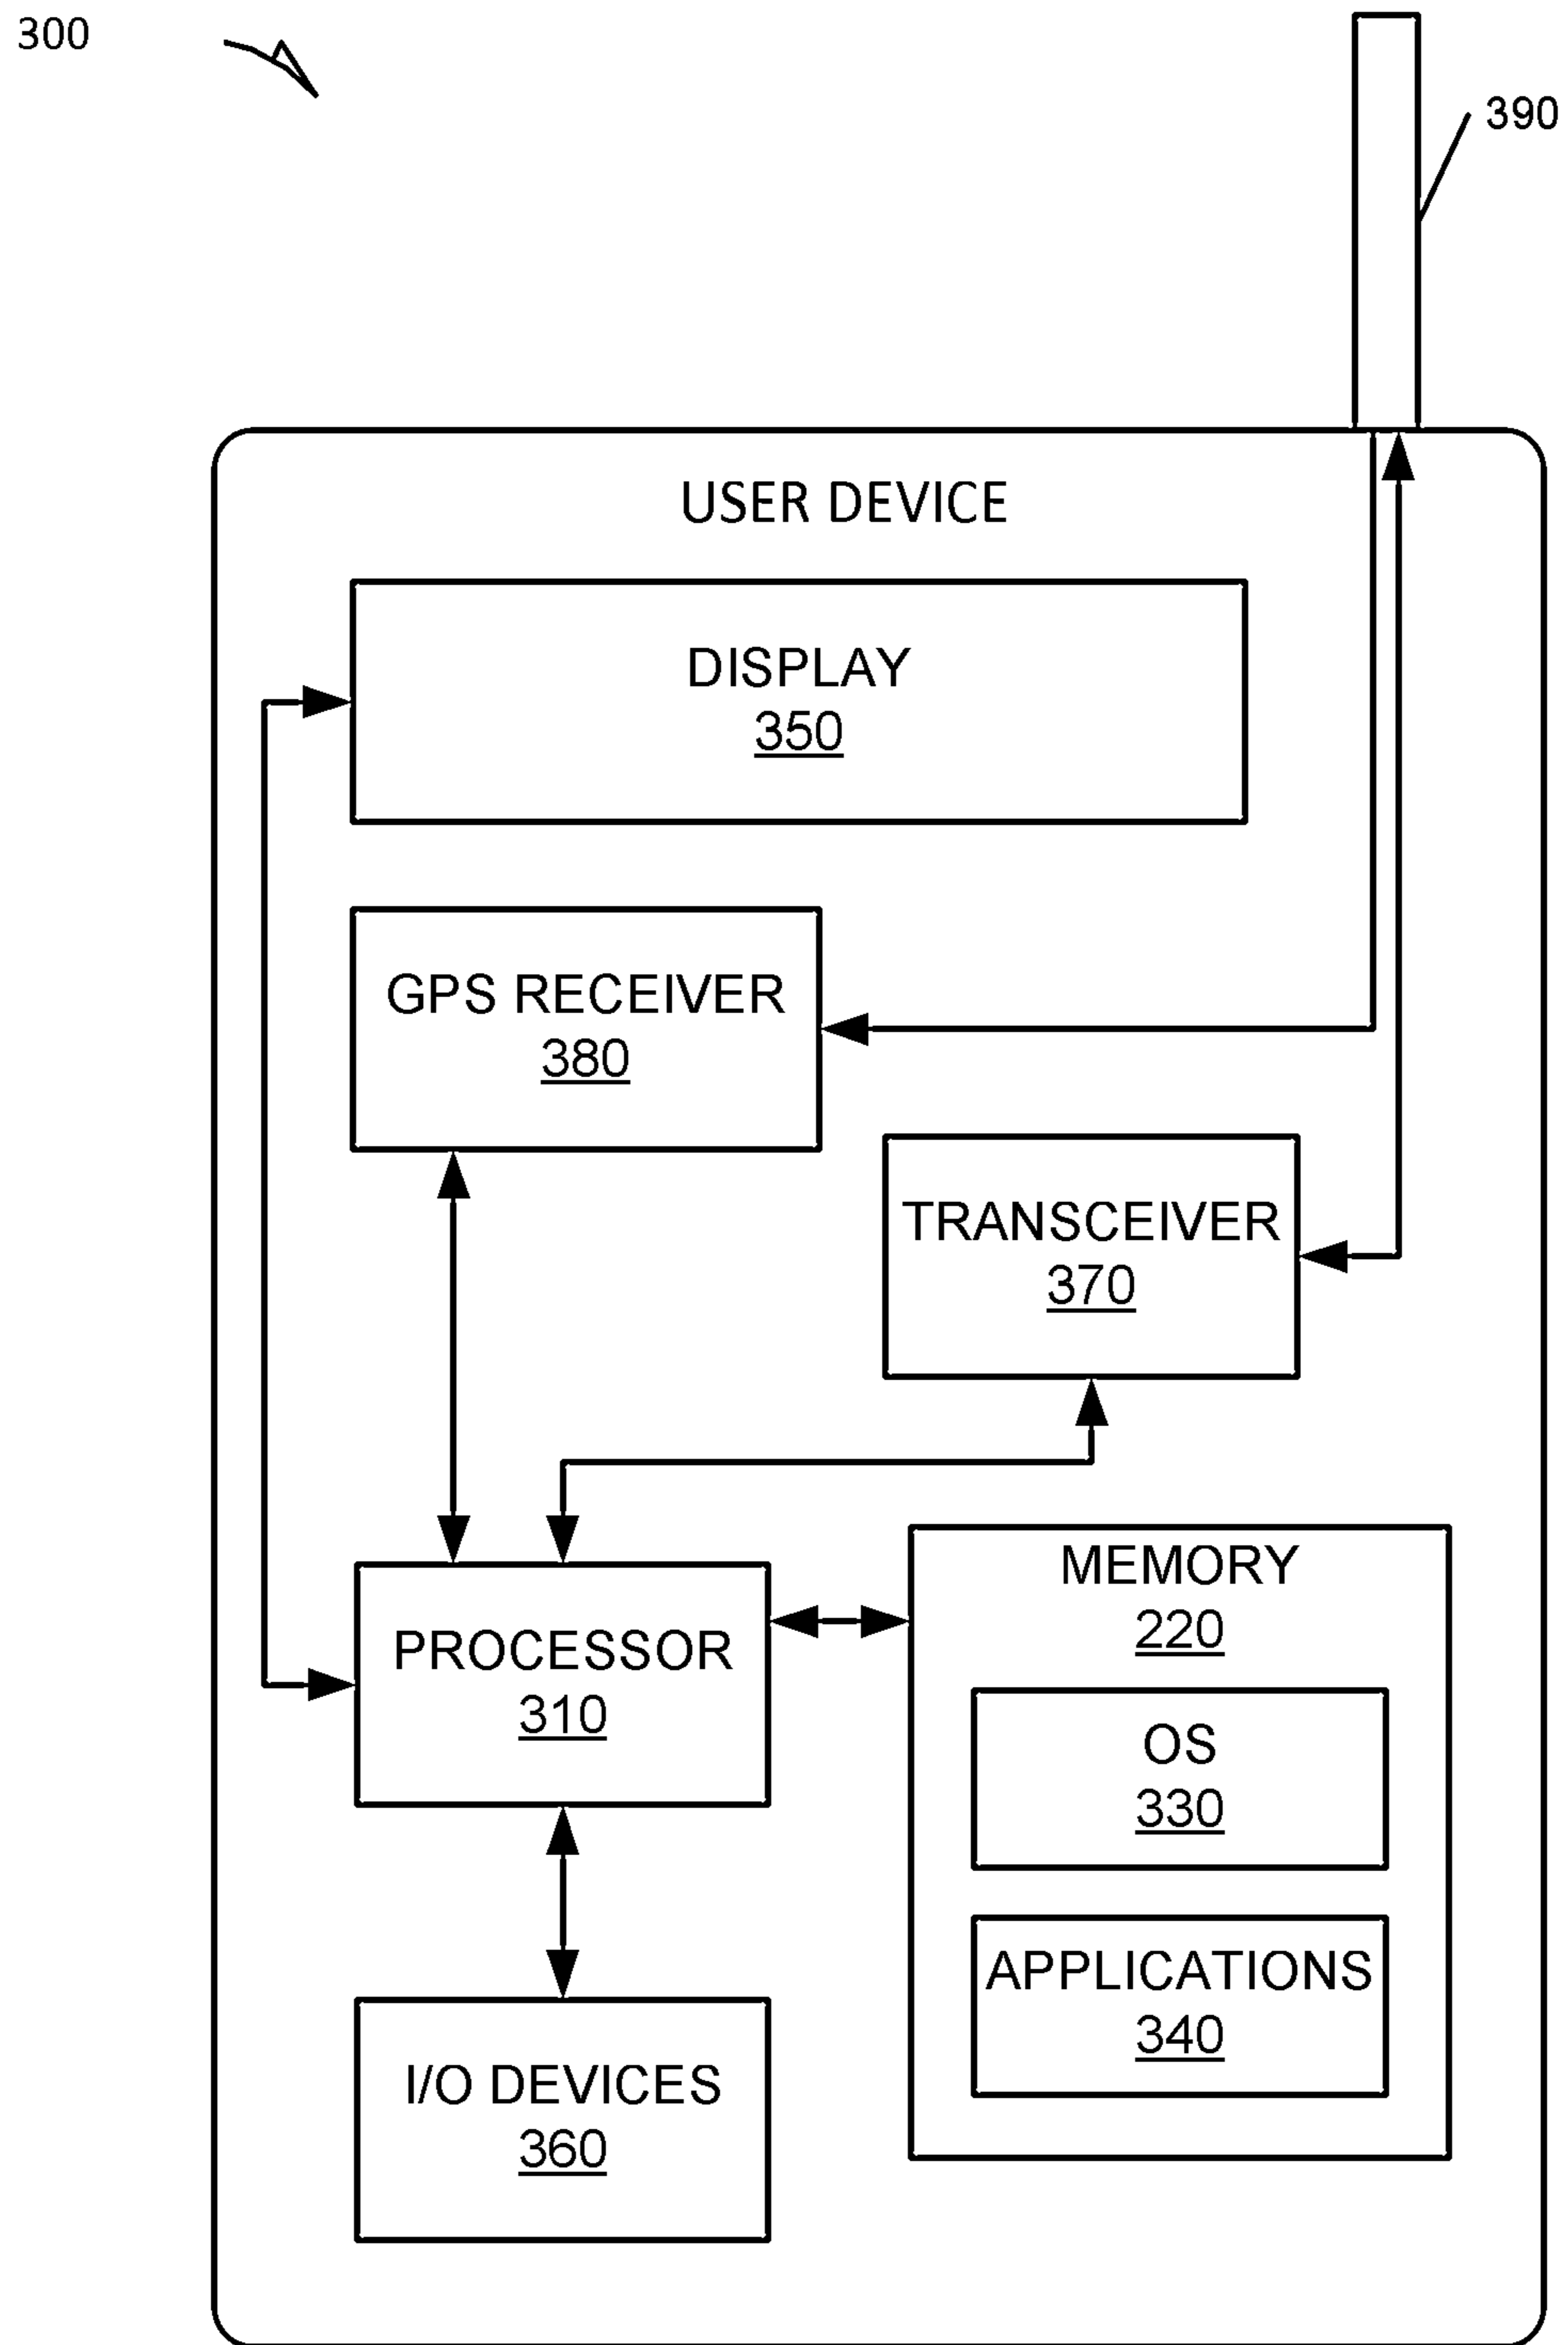 300
390
USER DEVICE
DISPLAY
350
GPS RECEIVER
380
TRANSCEIVER
370
MEMORY
220
PROCESSOR
310
OS
330
APPLICATIONS
340
I/O DEVICES
360